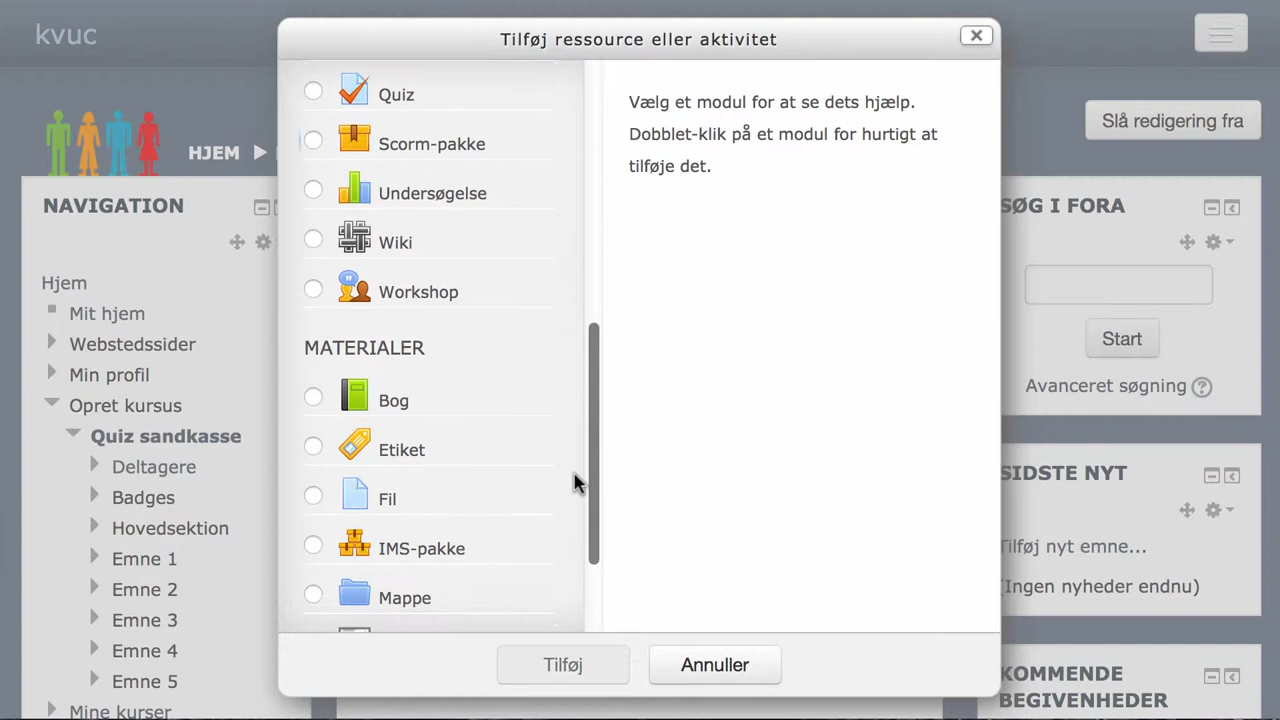 kvuc
Tilføj ressource eller aktivitet
Slå redigering fra
HJEM
NAVIGATION
Hjem
Mit hjem
Webstedssider
Min profil
Opret kursus
Quiz sandkasse
Deltagere
Badges
Hovedsektion
Emne 1
Emne 2
Emne 3
Emne 4
Emne 5
Mine kurser
Quiz
Scorm-pakke
Undersøgelse
Wiki
Workshop
MATERIALER
Bog
Etiket
Fil
IMS-pakke
Mappe
Vælg et modul for at se dets hjælp.
Dobblet-klik på et modul for hurtigt at
tilføje det.
Tilføj
Annuller
SØG I FORA
Start
Avanceret søgning
SIDSTE NYT
Tilføj nyt emne...
(Ingen nyheder endnu)
KOMMENDE
BEGIVENHEDER